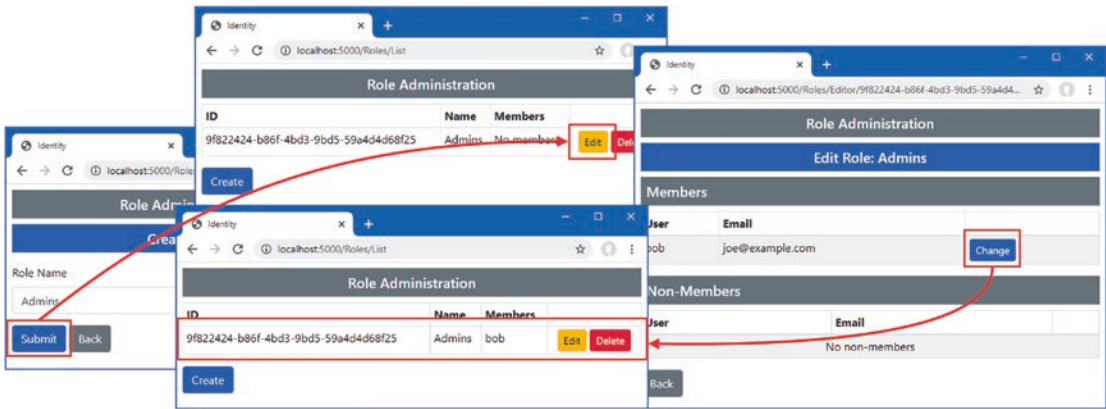 Identity
localhost:5000/Roles/List
Role Administration
ID Name Members
9f822424-b86f-4bd3-9bd5-59a4d4d68f25 Admins No members Edit Del
Create
Identity
localhost:5000/Role
Role Admin
Crea
Role Name
Admins
Submit Back
Identity
localhost:5000/Roles/List
Role Administration
ID Name Members
9f822424-b86f-4bd3-9bd5-59a4d4d68f25 Admins bob Edit Delete
Create
Identity
localhost:5000/Roles/Editor/9f822424-b86f-4bd3-9bd5-59a4d4...
Role Administration
Edit Role: Admins
Members
User Email
bob joe@example.com Change
Non-Members
User Email
No non-members
Back